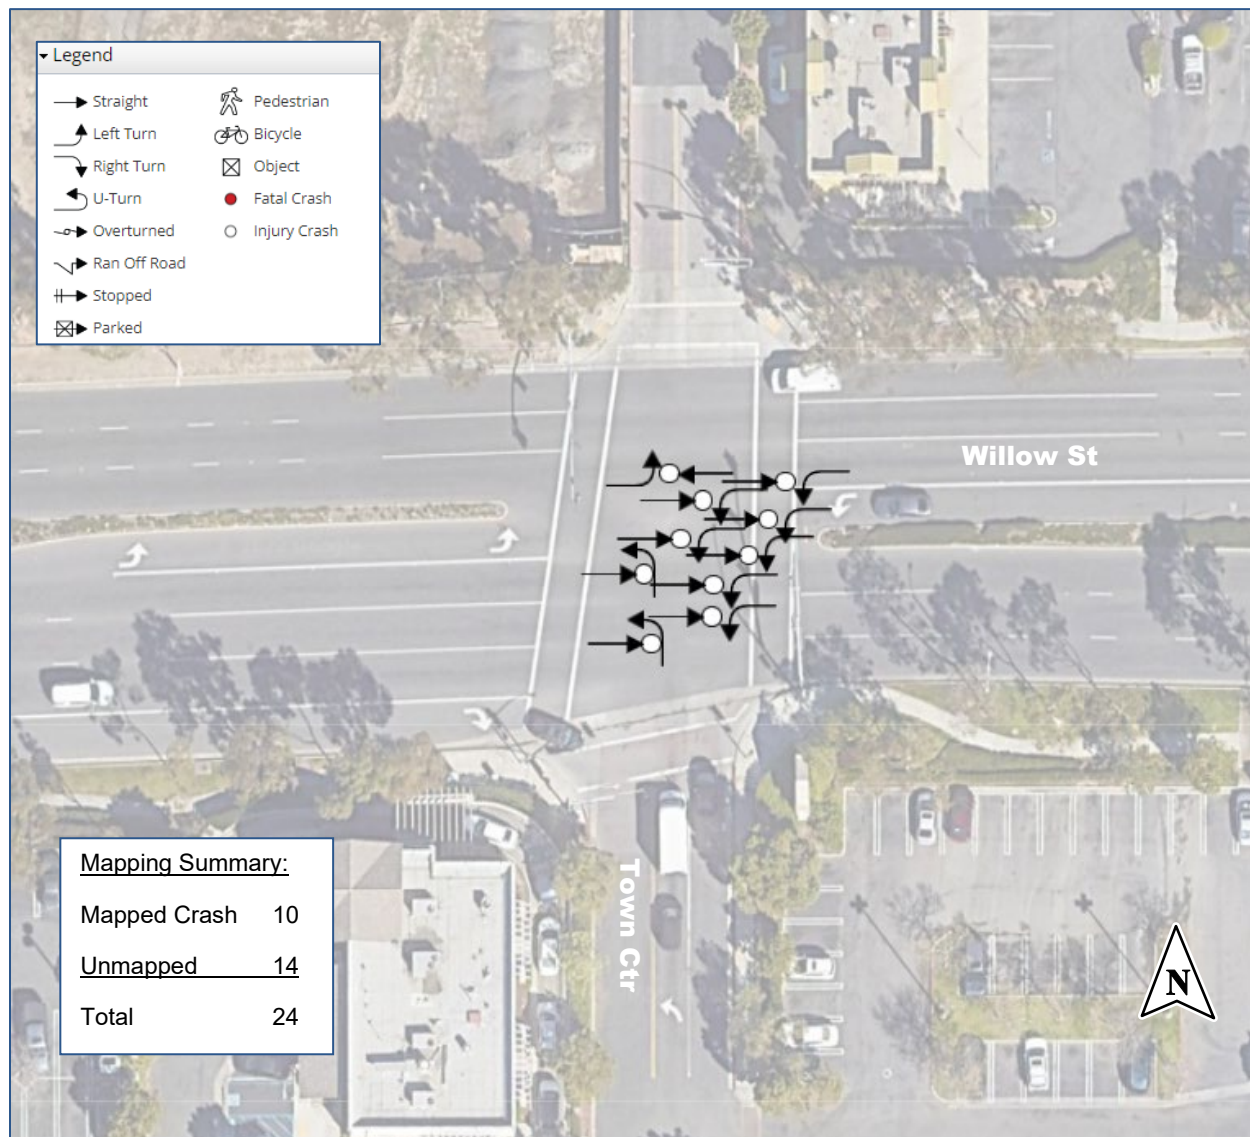 Legend
Straight
Pedestrian
Left Turn
Bicycle
Right Turn
Object
U-Turn
Fatal Crash
Overturned
Injury Crash
Ran Off Road
Stopped
Parked
Willow St
Mapping Summary:
Mapped Crash 10
Unmapped 14
Total 24
Town Ctr
N